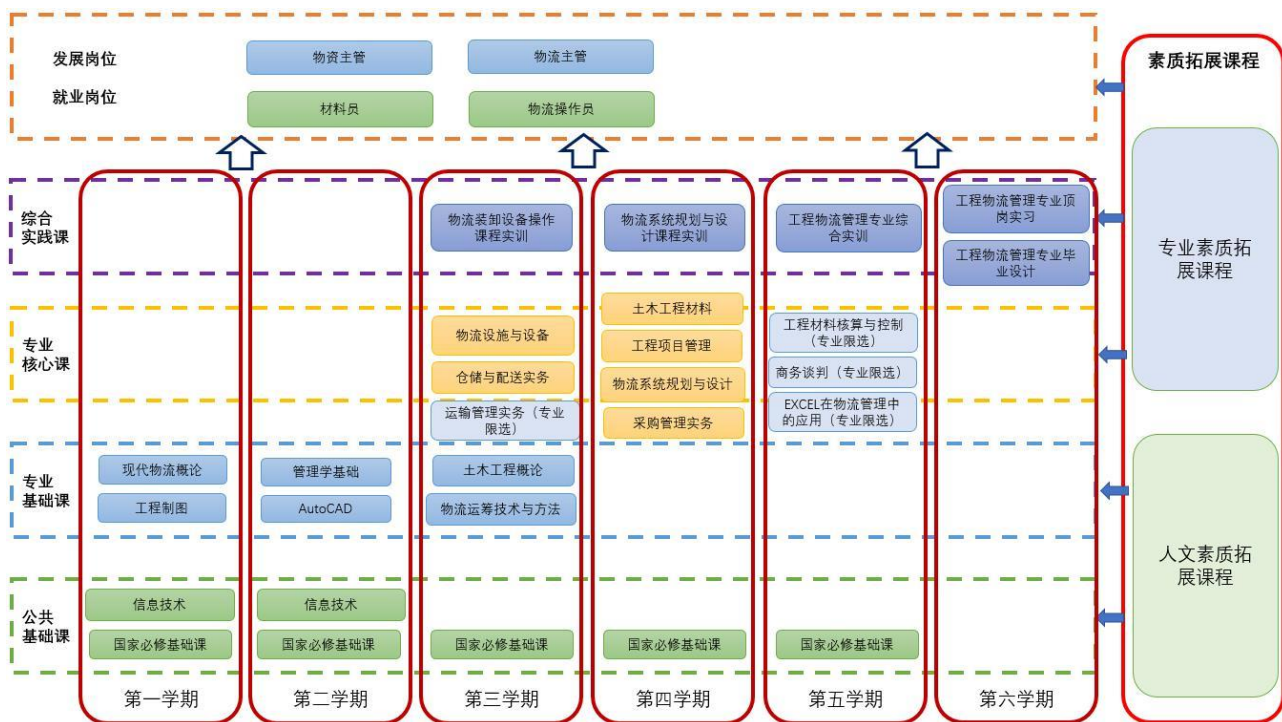 发展岗位
物资主管
物流主管
就业岗位
材料员
物流操作员
素质拓展课程
专业素质拓
展课程
人文素质拓
展课程
综合
实践课
物流装卸设备操作
课程实训
物流系统规划与设
计课程实训
工程物流管理专业综
合实训
工程物流管理专业顶
岗实习
工程物流管理专业毕
业设计
专业
核心课
物流设施与设备
仓储与配送实务
运输管理实务（专业
限选）
土木工程材料
工程项目管理
物流系统规划与设计
采购管理实务
工程材料核算与控制
（专业限选）
商务谈判（专业限选）
EXCEL在物流管理中
的应用（专业限选）
专业
基础课
现代物流概论
工程制图
管理学基础
AutoCAD
土木工程概论
物流运筹技术与方法
公共
基础课
信息技术
国家必修基础课
信息技术
国家必修基础课
国家必修基础课
国家必修基础课
国家必修基础课
第一学期
第二学期
第三学期
第四学期
第五学期
第六学期